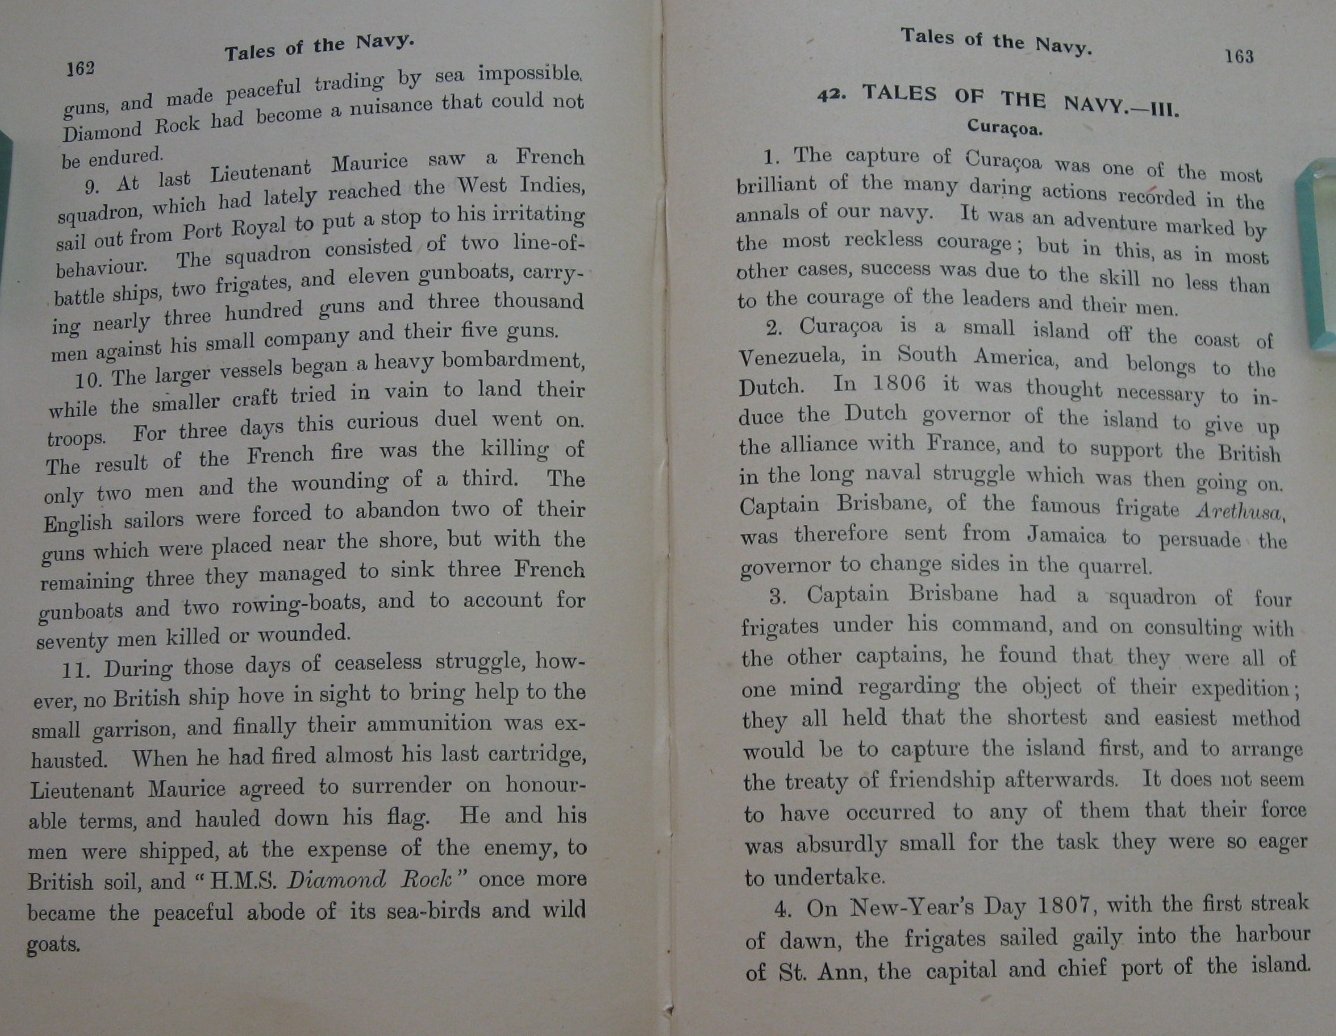 162
Tales of the Navy.
guns, and made peaceful trading by sea impossible.
Diamond Rock had become a nuisance that could not
be endured.
9. At last Lieutenant Maurice saw a French
squadron, which had lately reached the West Indies,
sail out from Port Royal to put a stop to his irritating
behaviour. The squadron consisted of two line-of-
battle ships, two frigates, and eleven gunboats, carry-
ing nearly three hundred guns and three thousand
men against his small company and their five guns.
10. The larger vessels began a heavy bombardment,
while the smaller craft tried in vain to land their
troops. For three days this curious duel went on.
The result of the French fire was the killing of
only two men and the wounding of a third. The
English sailors were forced to abandon two of their
guns which were placed near the shore, but with the
remaining three they managed to sink three French
gunboats and two rowing-boats, and to account for
seventy men killed or wounded.
11. During those days of ceaseless struggle, how-
ever, no British ship hove in sight to bring help to the
small garrison, and finally their ammunition was ex-
hausted. When he had fired almost his last cartridge,
Lieutenant Maurice agreed to surrender on honour-
able terms, and hauled down his flag. He and his
men were shipped, at the expense of the enemy, to
British soil, and “H.M.S. Diamond Rock” once more
became the peaceful abode of its sea-birds and wild
goats.
Tales of the Navy.
163
42. TALES OF THE NAVY.—III.
Curaçoa.
1. The capture of Curaçoa was one of the most
brilliant of the many daring actions recorded in the
annals of our navy. It was an adventure marked by
the most reckless courage; but in this, as in most
other cases, success was due to the skill no less than
to the courage of the leaders and their men.
2. Curaçoa is a small island off the coast of
Venezuela, in South America, and belongs to the
Dutch. In 1806 it was thought necessary to in-
duce the Dutch governor of the island to give up
the alliance with France, and to support the British
in the long naval struggle which was then going on.
Captain Brisbane, of the famous frigate Arethusa,
was therefore sent from Jamaica to persuade the
governor to change sides in the quarrel.
3. Captain Brisbane had a squadron of four
frigates under his command, and on consulting with
the other captains, he found that they were all of
one mind regarding the object of their expedition;
they all held that the shortest and easiest method
would be to capture the island first, and to arrange
the treaty of friendship afterwards. It does not seem
to have occurred to any of them that their force
was absurdly small for the task they were so eager
to undertake.
4. On New-Year’s Day 1807, with the first streak
of dawn, the frigates sailed gaily into the harbour
of St. Ann, the capital and chief port of the island.